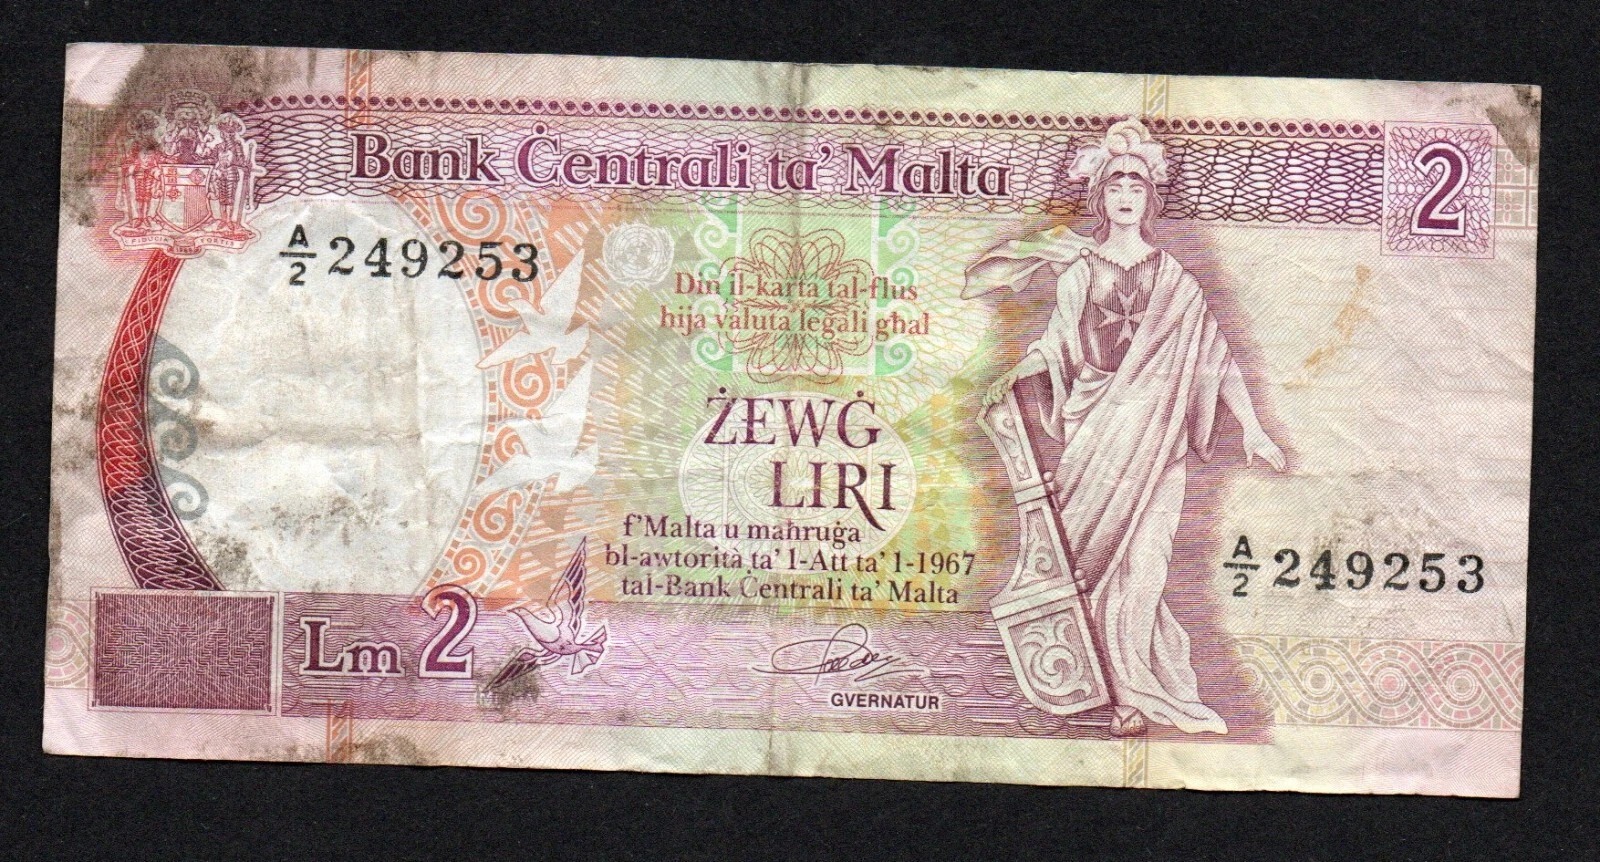 Bank Ċentrali ta' Malta
2
A/2 249253
Din il-karta tal-flus
hija valuta legali għal
ŻEWĠ
LIRI
f'Malta u maħruġa
bl-awtorità ta' l-Att ta' l-1967
tal-Bank Ċentrali ta' Malta
A/2 249253
Lm 2
GVERNATUR